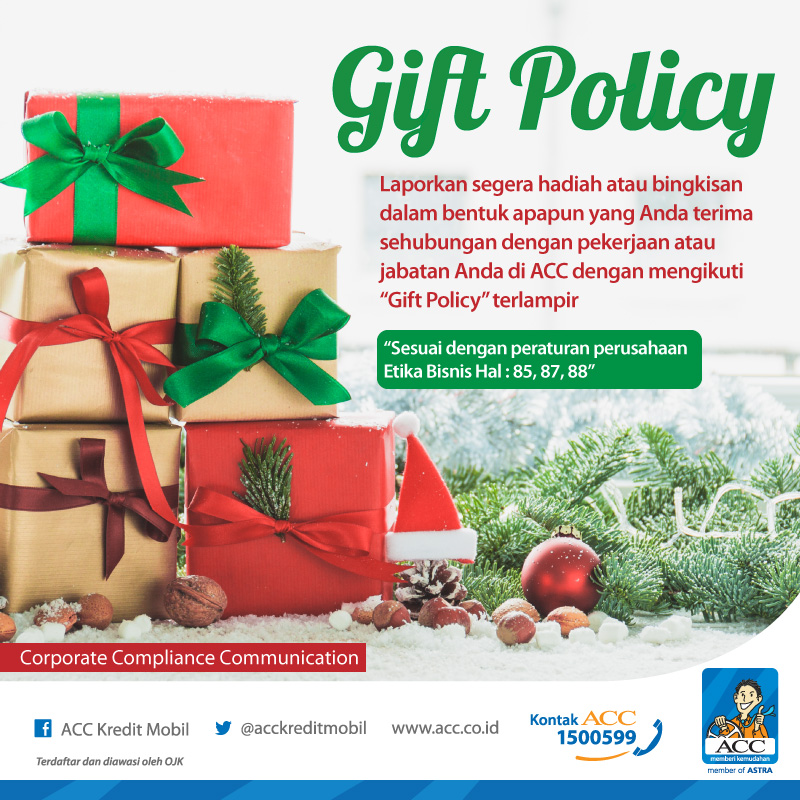 Gift Policy
Laporkan segera hadiah atau bingkisan
dalam bentuk apapun yang Anda terima
sehubungan dengan pekerjaan atau
jabatan Anda di ACC dengan mengikuti
“Gift Policy” terlampir
“Sesuai dengan peraturan perusahaan
Etika Bisnis Hal : 85, 87, 88”
Corporate Compliance Communication
ACC Kredit Mobil
@acckreditmobil
www.acc.co.id
Kontak ACC
1500599
Terdaftar dan diawasi oleh OJK
ACC
memberi kemudahan
member of ASTRA